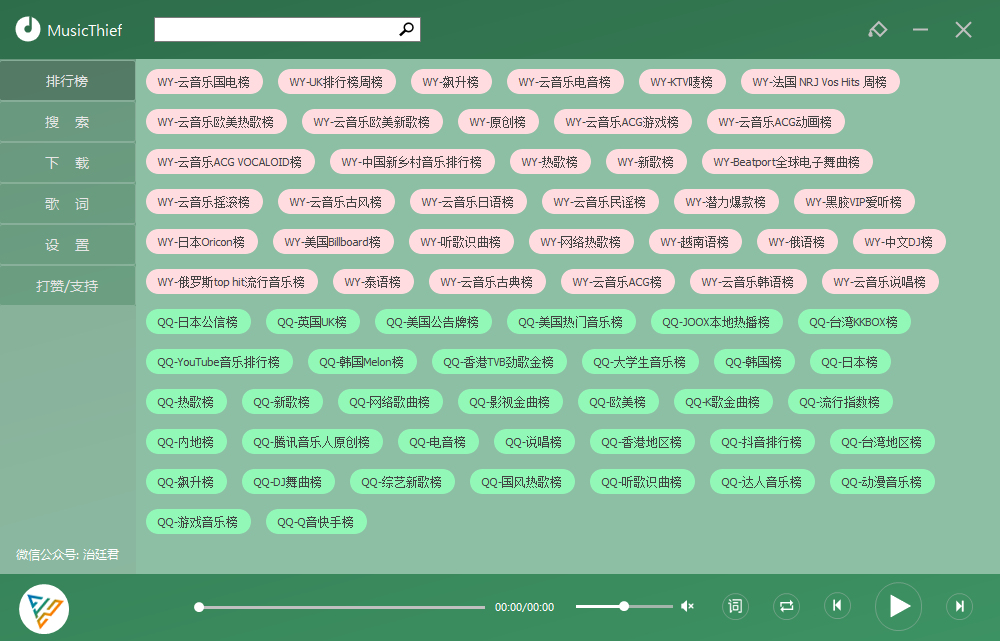 MusicThief
排行榜
搜 索
下 载
歌 词
设 置
打赏/支持
微信公众号: 治廷君
WY-云音乐国电榜 WY-UK排行榜周榜 WY-飙升榜 WY-云音乐电音榜 WY-KTV唛榜 WY-法国 NRJ Vos Hits 周榜
WY-云音乐欧美热歌榜 WY-云音乐欧美新歌榜 WY-原创榜 WY-云音乐ACG游戏榜 WY-云音乐ACG动画榜
WY-云音乐ACG VOCALOID榜 WY-中国新乡村音乐排行榜 WY-热歌榜 WY-新歌榜 WY-Beatport全球电子舞曲榜
WY-云音乐摇滚榜 WY-云音乐古风榜 WY-云音乐日语榜 WY-云音乐民谣榜 WY-潜力爆款榜 WY-黑胶VIP爱听榜
WY-日本Oricon榜 WY-美国Billboard榜 WY-听歌识曲榜 WY-网络热歌榜 WY-越南语榜 WY-俄语榜 WY-中文DJ榜
WY-俄罗斯top hit流行音乐榜 WY-泰语榜 WY-云音乐古典榜 WY-云音乐ACG榜 WY-云音乐韩语榜 WY-云音乐说唱榜
QQ-日本公信榜 QQ-英国UK榜 QQ-美国公告牌榜 QQ-美国热门音乐榜 QQ-JOOX本地热播榜 QQ-台湾KKBOX榜
QQ-YouTube音乐排行榜 QQ-韩国Melon榜 QQ-香港TVB劲歌金榜 QQ-大学生音乐榜 QQ-韩国榜 QQ-日本榜
QQ-热歌榜 QQ-新歌榜 QQ-网络歌曲榜 QQ-影视金曲榜 QQ-欧美榜 QQ-K歌金曲榜 QQ-流行指数榜
QQ-内地榜 QQ-腾讯音乐人原创榜 QQ-电音榜 QQ-说唱榜 QQ-香港地区榜 QQ-抖音排行榜 QQ-台湾地区榜
QQ-飙升榜 QQ-DJ舞曲榜 QQ-综艺新歌榜 QQ-国风热歌榜 QQ-听歌识曲榜 QQ-达人音乐榜 QQ-动漫音乐榜
QQ-游戏音乐榜 QQ-Q音快手榜
00:00/00:00
词